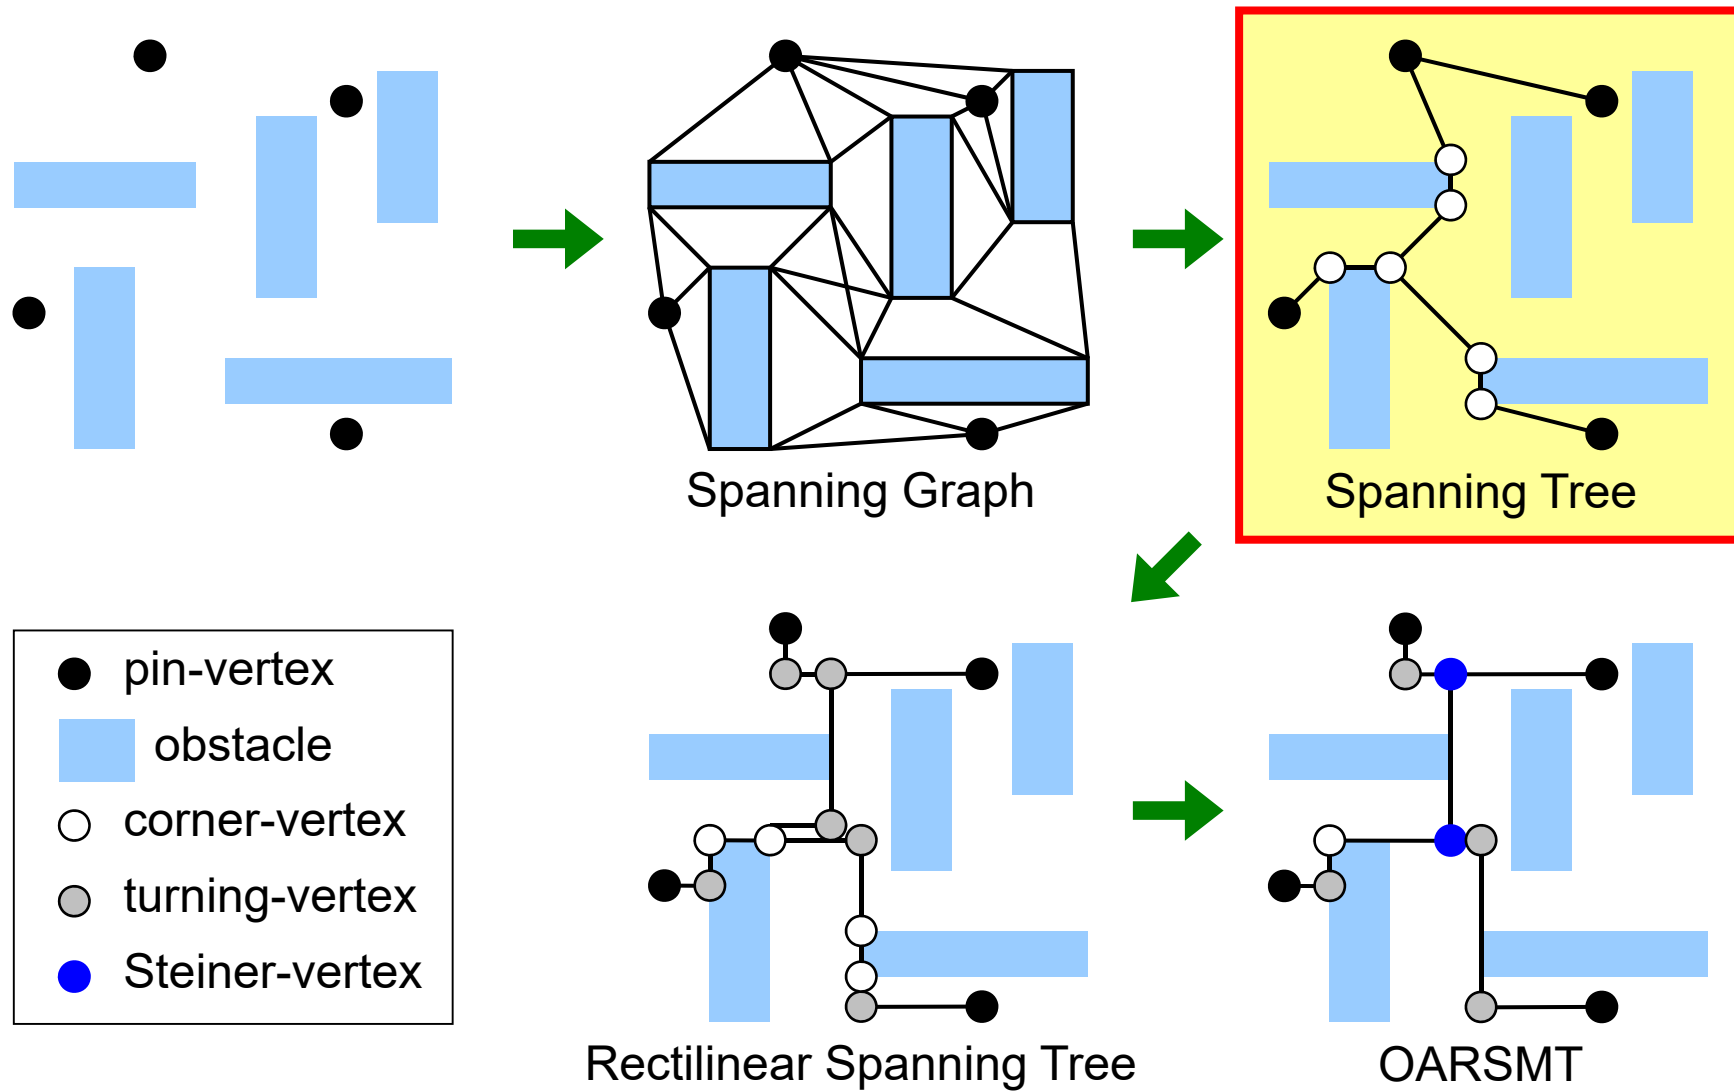 Spanning Graph
Spanning Tree
pin-vertex
obstacle
corner-vertex
turning-vertex
Steiner-vertex
Rectilinear Spanning Tree
OARSMT